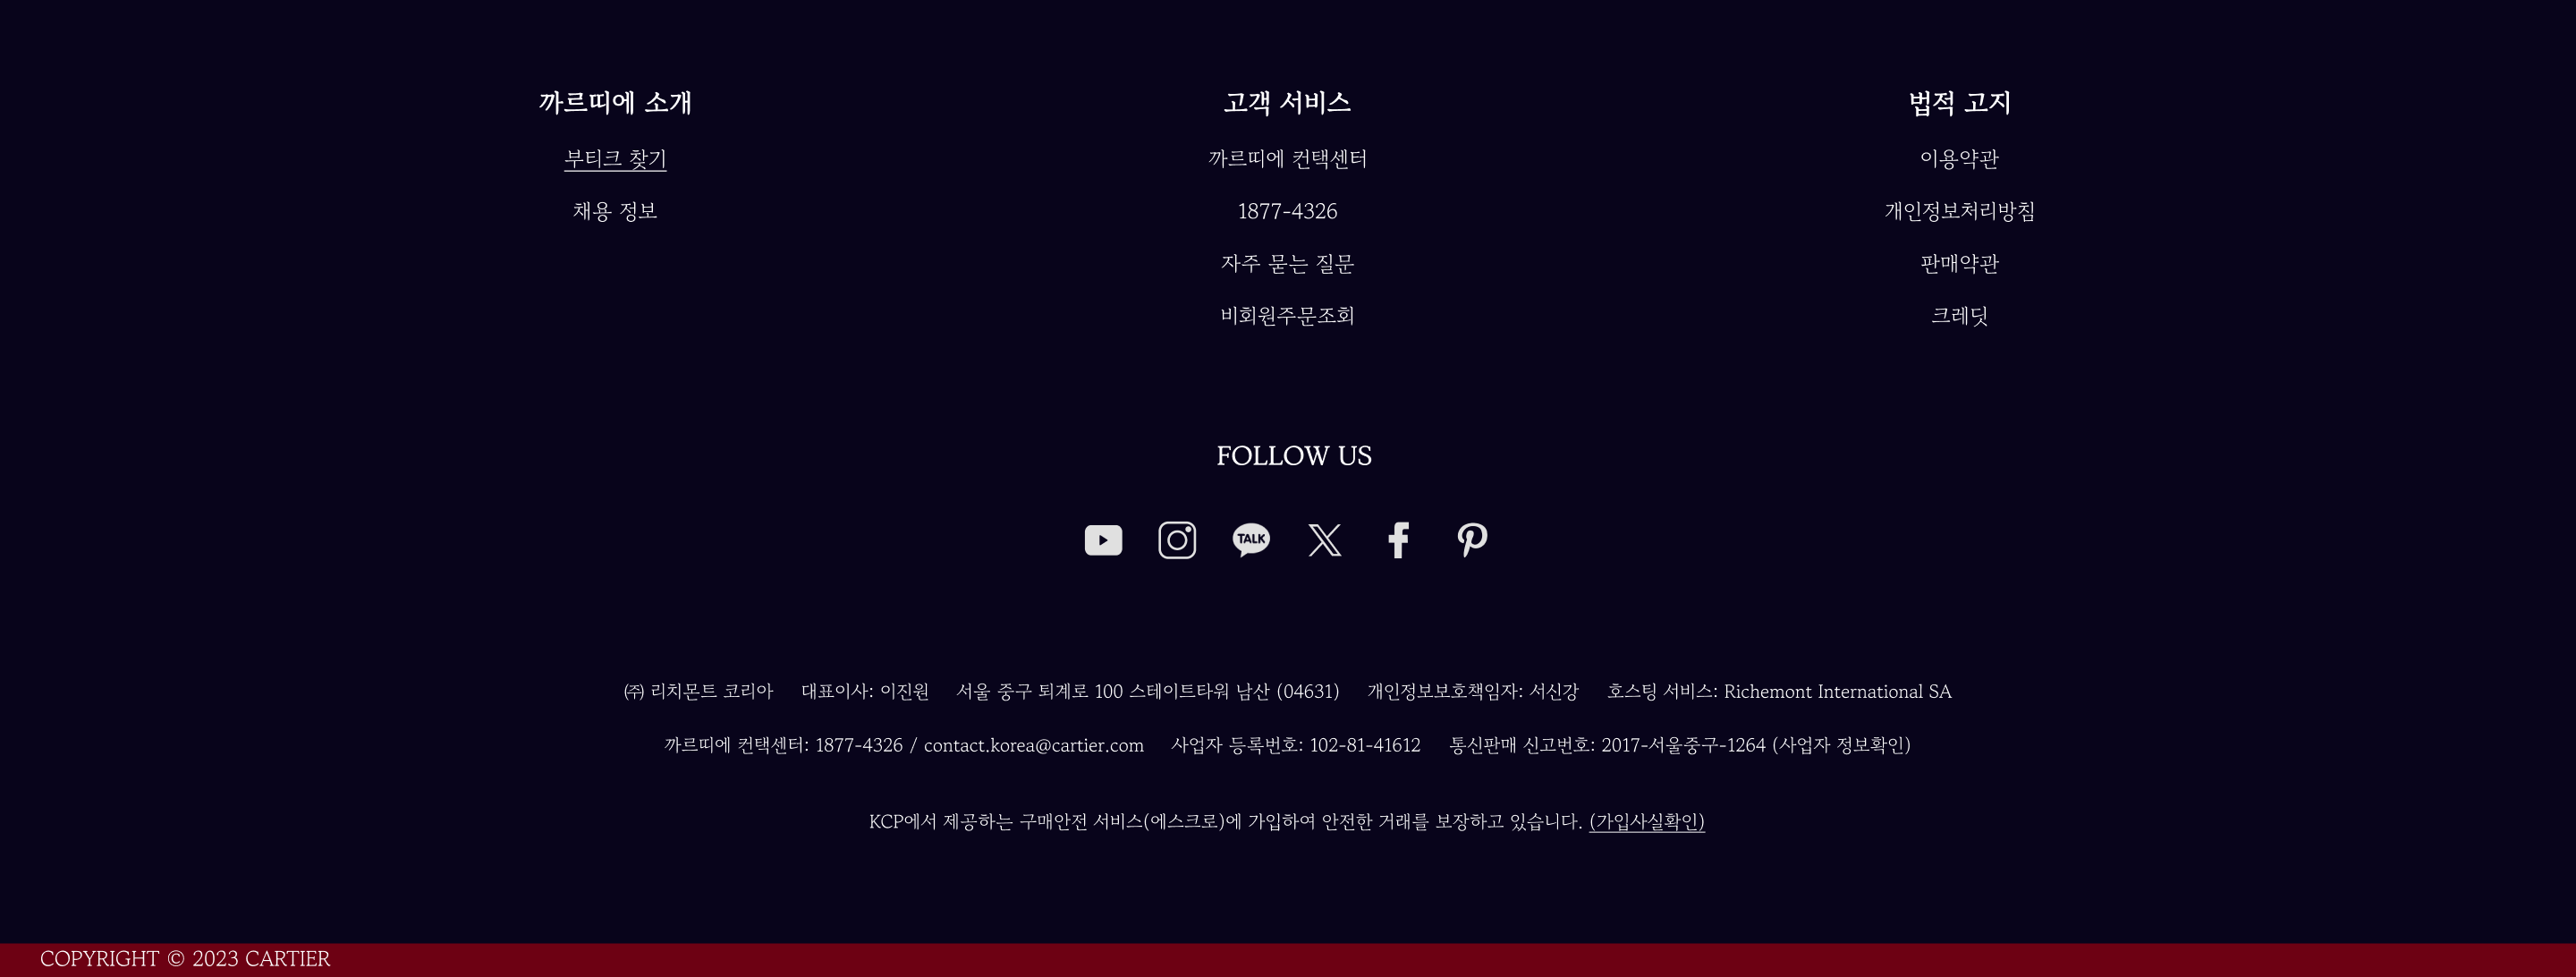 까르띠에 소개
부티크 찾기
채용 정보
고객 서비스
까르띠에 컨택센터
1877-4326
자주 묻는 질문
비회원주문조회
법적 고지
이용약관
개인정보처리방침
판매약관
크레딧
FOLLOW US
TALK
㈜ 리치몬트 코리아 대표이사: 이진원 서울 중구 퇴계로 100 스테이트타워 남산 (04631) 개인정보보호책임자: 서신강 호스팅 서비스: Richemont International SA
까르띠에 컨택센터: 1877-4326 / contact.korea@cartier.com 사업자 등록번호: 102-81-41612 통신판매 신고번호: 2017-서울중구-1264 (사업자 정보확인)
KCP에서 제공하는 구매안전 서비스(에스크로)에 가입하여 안전한 거래를 보장하고 있습니다. (가입사실확인)
COPYRIGHT © 2023 CARTIER